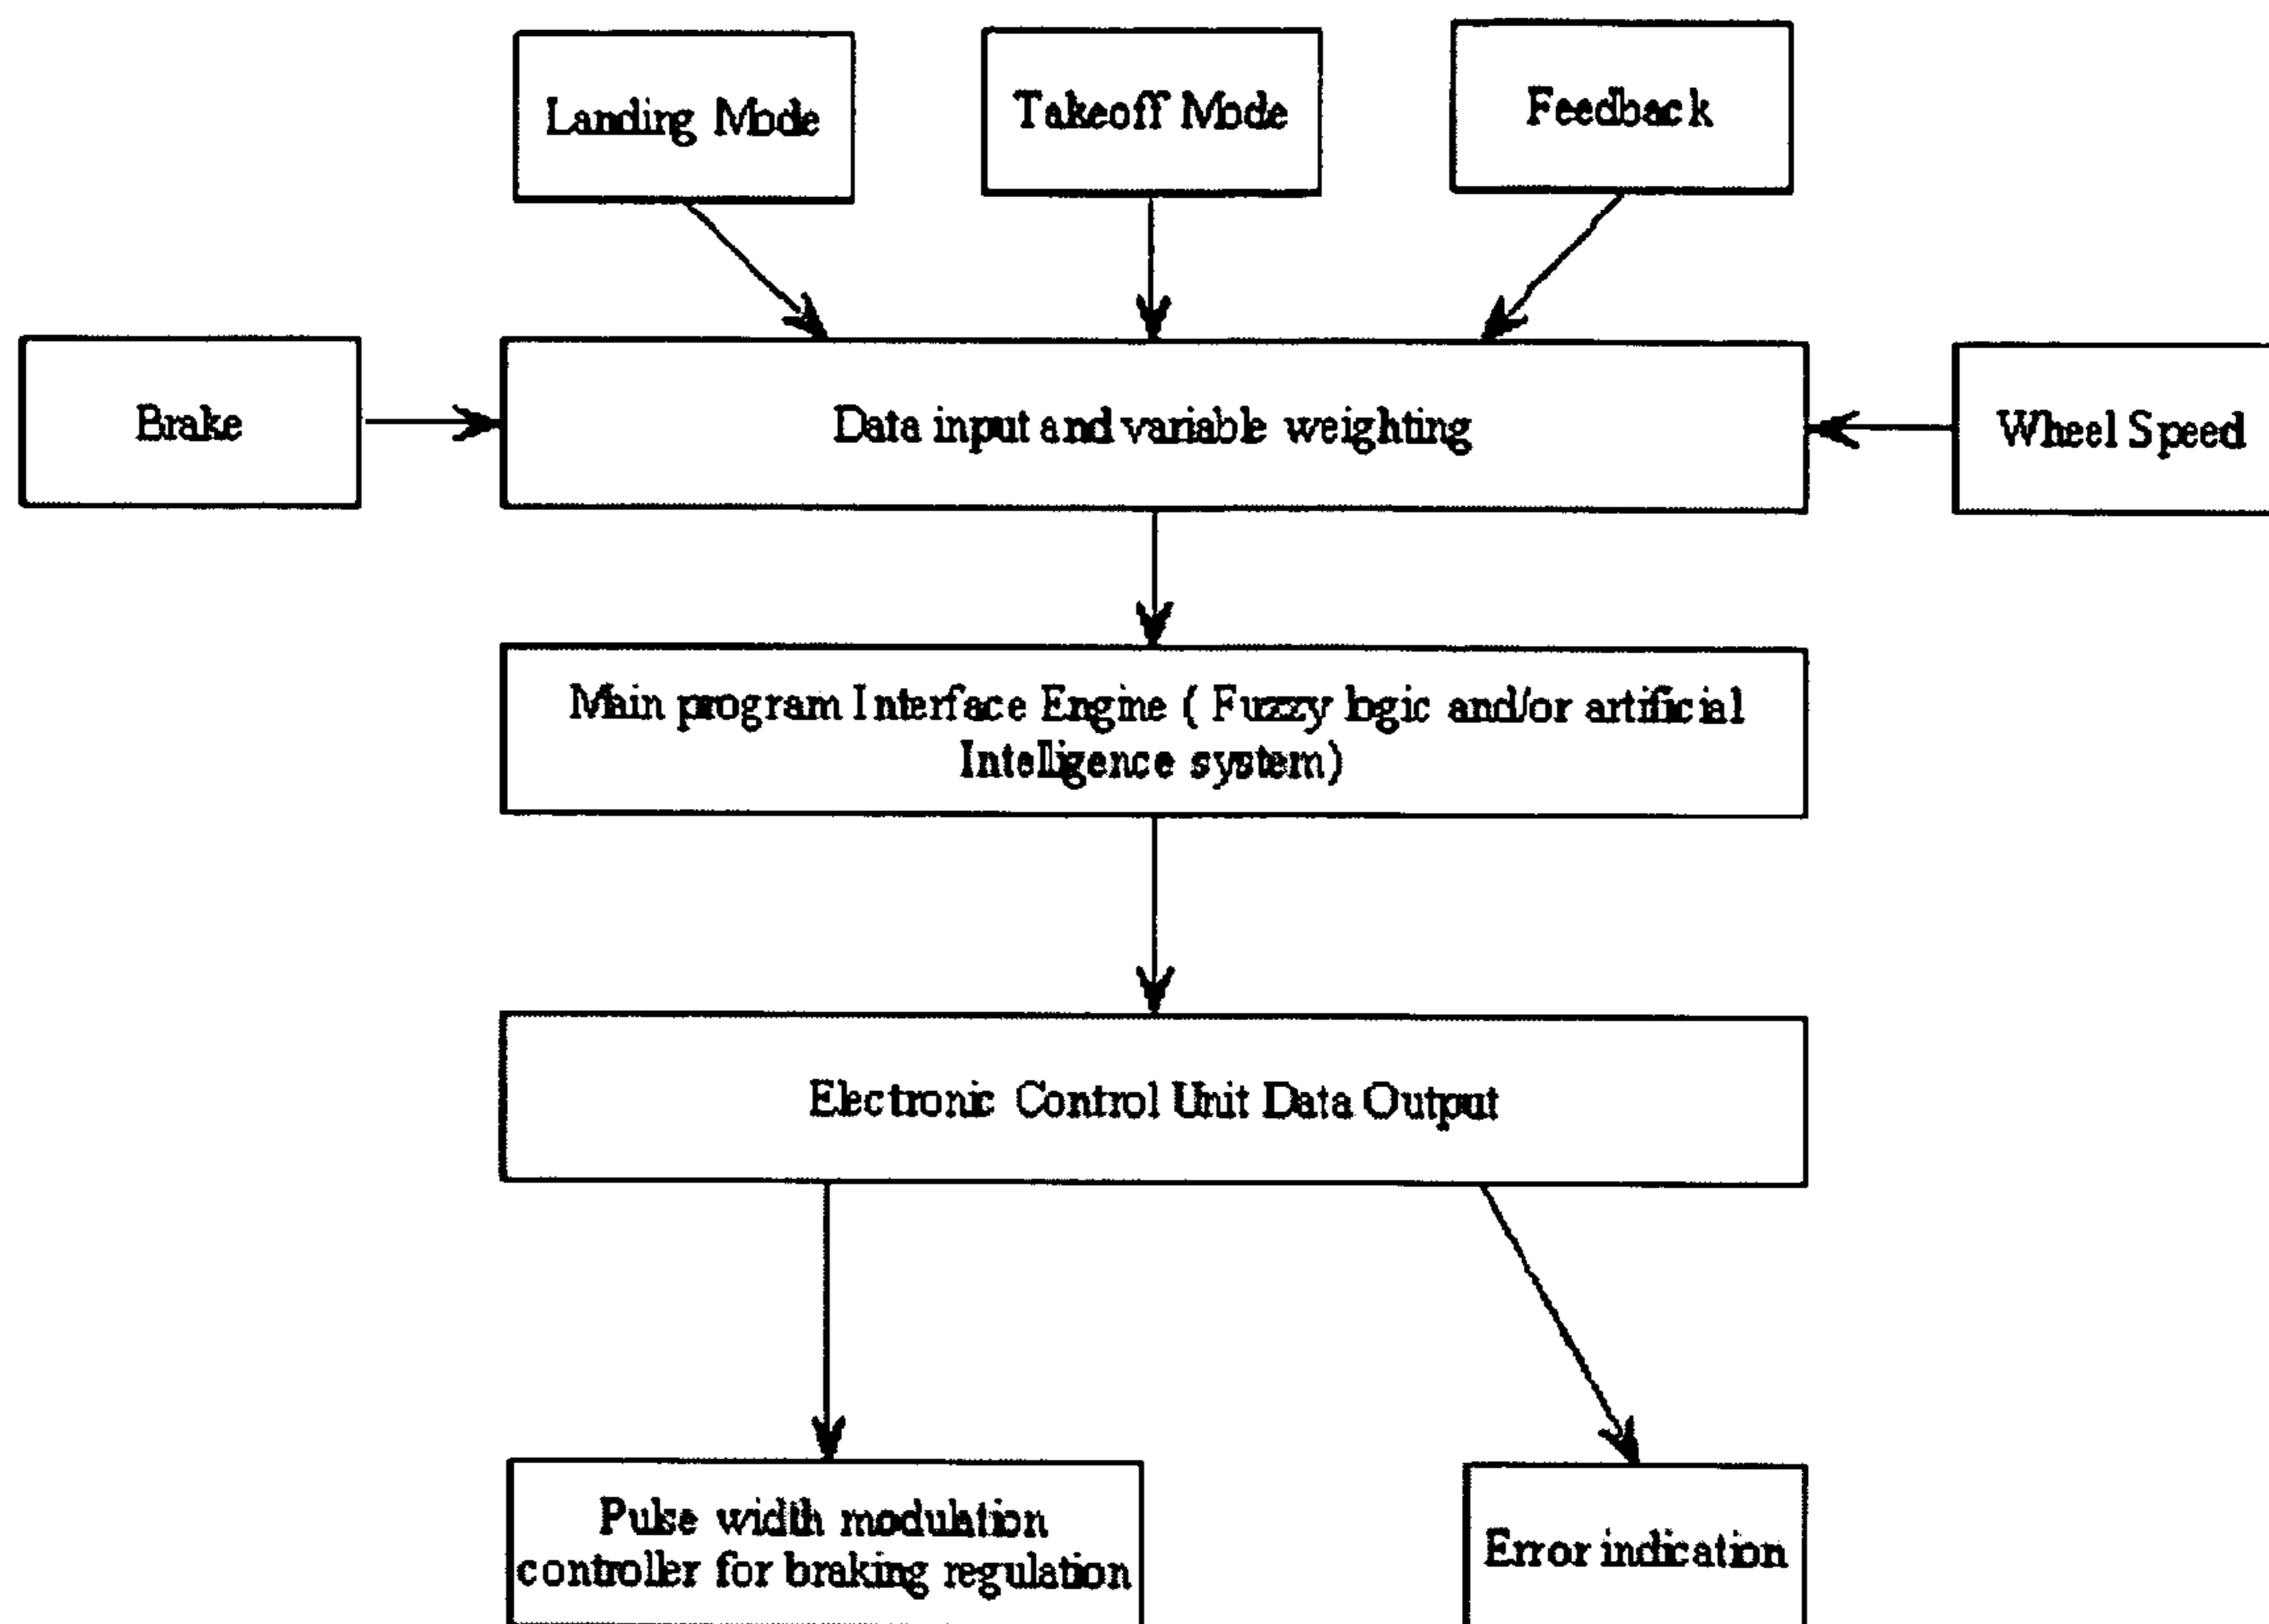 Landing Mode
Takeoff Mode
Feedback
Brake
Data input and variable weighting
Wheel Speed
Main program Interface Engine ( Fuzzy logic and/or artificial
Intelligence system)
Electronic Control Unit Data Output
Pulse width modulation
controller for braking regulation
Error indication